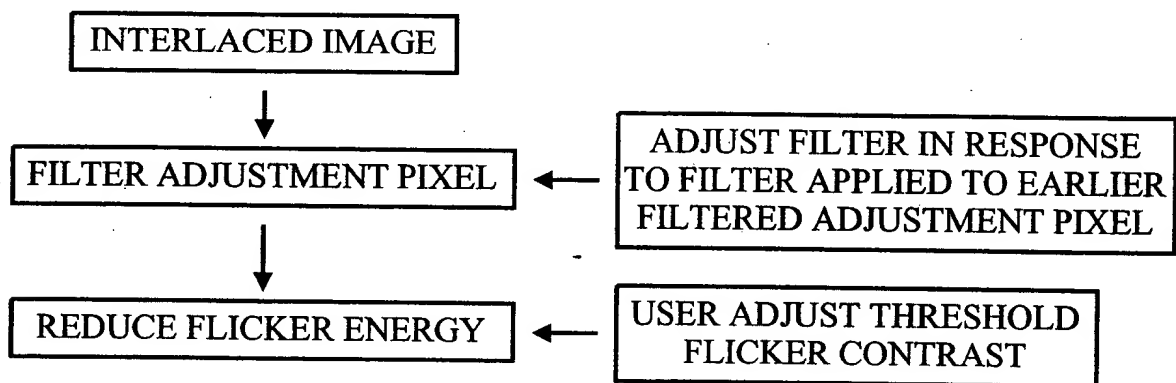 INTERLACED IMAGE
FILTER ADJUSTMENT PIXEL
ADJUST FILTER IN RESPONSE
TO FILTER APPLIED TO EARLIER
FILTERED ADJUSTMENT PIXEL
REDUCE FLICKER ENERGY
USER ADJUST THRESHOLD
FLICKER CONTRAST